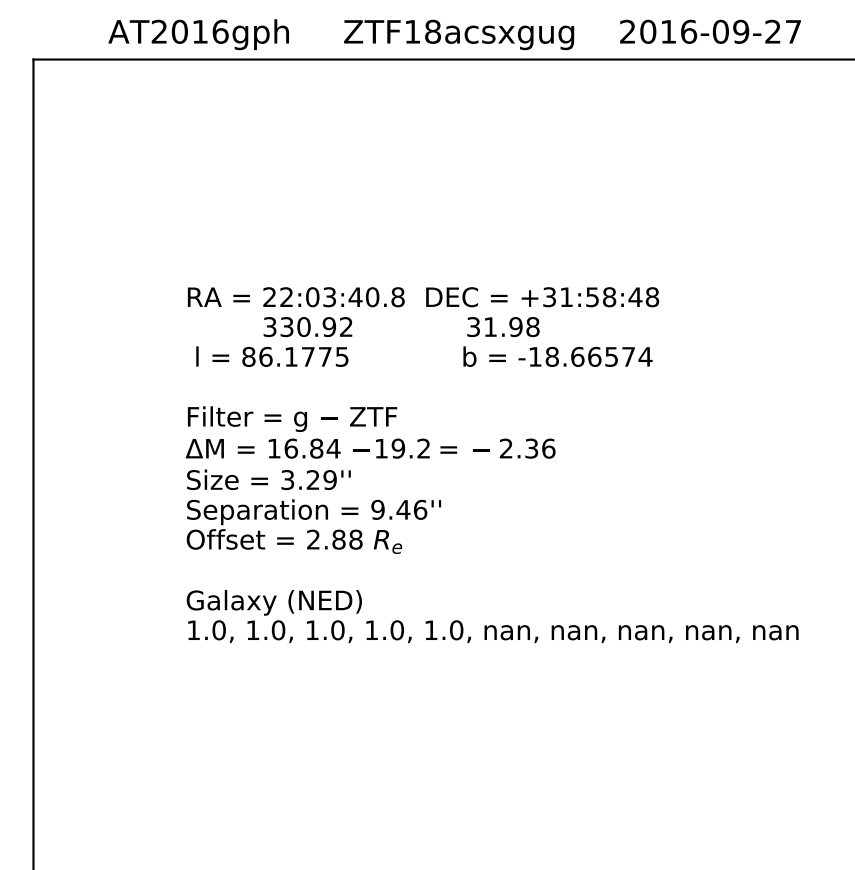 AT2016gph ZTF18acsxgug 2016-09-27
RA = 22:03:40.8 DEC = +31:58:48
330.92 31.98
l = 86.1775 b = -18.66574
Filter = g − ZTF
ΔM = 16.84 −19.2 = − 2.36
Size = 3.29''
Separation = 9.46''
Offset = 2.88 Rₑ
Galaxy (NED)
1.0, 1.0, 1.0, 1.0, 1.0, nan, nan, nan, nan, nan